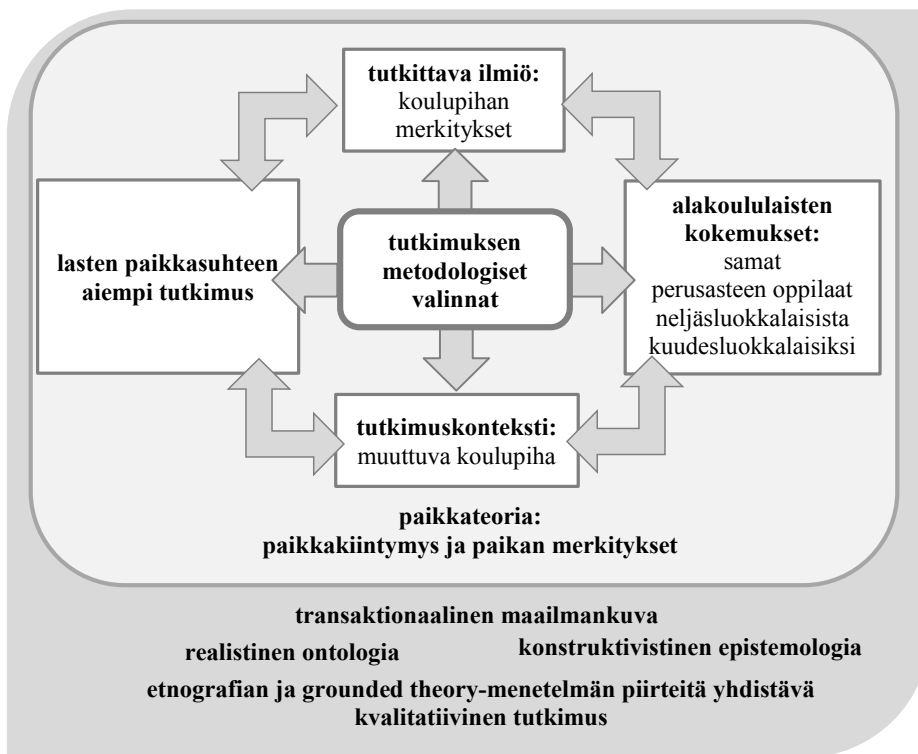 tutkittava ilmiö:
koulupihan
merkitykset
lasten paikkasuhteen
aiempi tutkimus
tutkimuksen
metodologiset
valinnat
alakoululaisten
kokemukset:
samat
perusasteen oppilaat
neljäsluokkalaisista
kuudesluokkalaisiksi
tutkimuskonteksti:
muuttuva koulupiha
paikkateoria:
paikkakiintymys ja paikan merkitykset
transaktionaalinen maailmankuva
realistinen ontologia
konstruktivistinen epistemologia
etnografian ja grounded theory-menetelmän piirteitä yhdistävä
kvalitatiivinen tutkimus